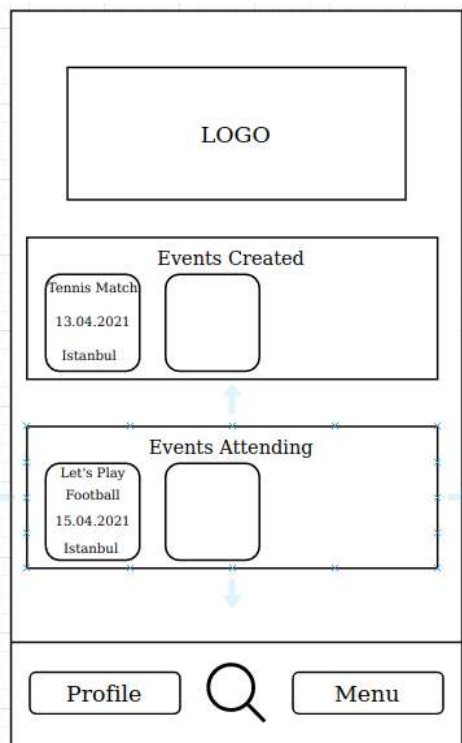 LOGO
Events Created
Tennis Match
13.04.2021
Istanbul
Events Attending
Let's Play
Football
15.04.2021
Istanbul
Profile
Menu